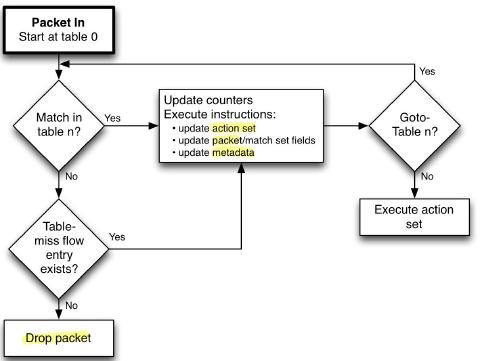 Packet In
Start at table 0
Yes
Match in
table n?
Yes
Update counters
Execute instructions:
• update action set
• update packet/match set fields
• update metadata
Goto-
Table n?
No
No
Execute action
set
Table-
miss flow
entry
exists?
Yes
No
Drop packet